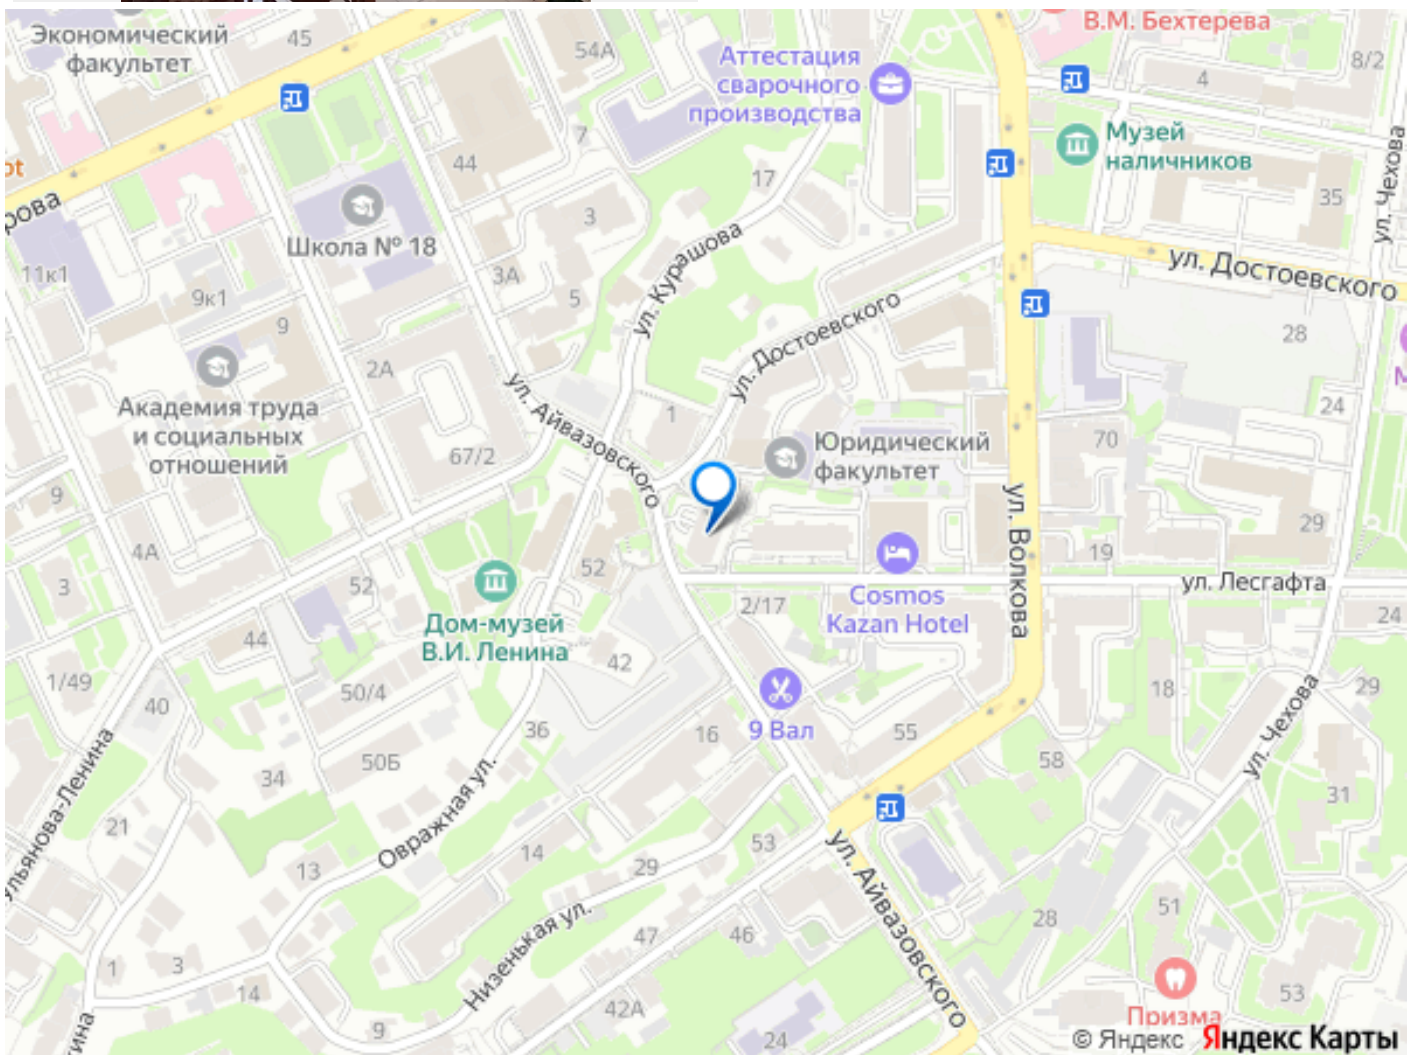 Экономический
факультет
45
54А
Аттестация
сварочного
производства
В.М. Бехтерева
8/2
4
Музей
наличников
ул. Чехова
7
44
17
35
Школа № 18
3
ул. Курашова
ул. Достоевского
11к1
9к1
3А
5
9
28
2А
ул. Достоевского
Академия труда
и социальных
отношений
ул. Айвазовского
1
24
67/2
Юридический
факультет
70
9
ул. Волкова
29
4А
19
3
52
52
Cosmos
Kazan Hotel
ул. Лесгафта
2/17
24
Дом-музей
В.И. Ленина
44
42
1/49
50/4
40
18
29
9 Вал
16
36
55
58
ул. Чехова
50Б
34
31
21
Овражная ул.
13
14
29
53
ул. Айвазовского
28
51
Низенькая ул.
47
46
1
3
14
9
42А
24
53
Призма
© Яндекс Яндекс Карты